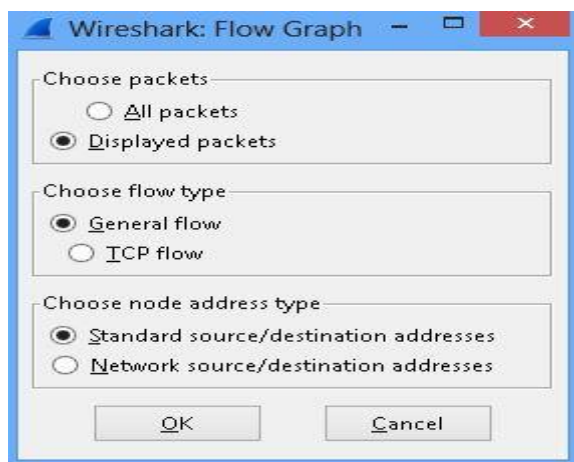 Wireshark: Flow Graph
Choose packets
All packets
Displayed packets
Choose flow type
General flow
TCP flow
Choose node address type
Standard source/destination addresses
Network source/destination addresses
OK Cancel